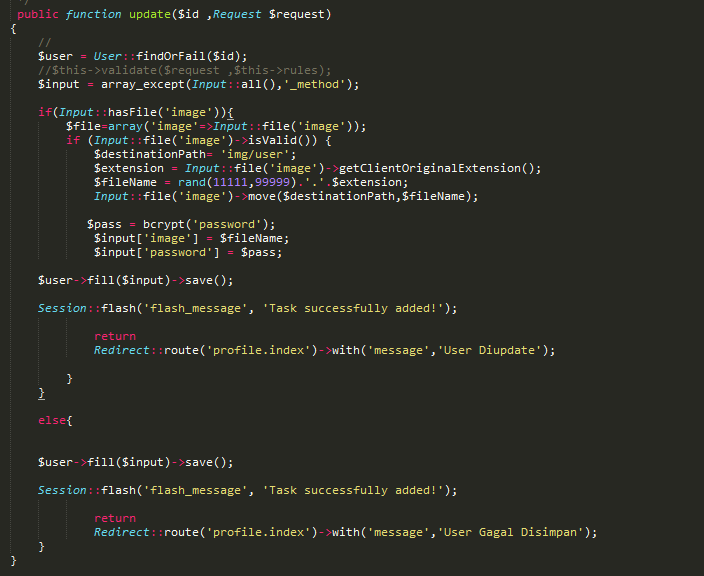 */
public function update($id ,Request $request)
{
//
$user = User::findOrFail($id);
//$this->validate($request ,$this->rules);
$input = array_except(Input::all(),'_method');
if(Input::hasFile('image')){
$file=array('image'=>Input::file('image'));
if (Input::file('image')->isValid()) {
$destinationPath= 'img/user';
$extension = Input::file('image')->getClientOriginalExtension();
$fileName = rand(11111,99999).'.'.$extension;
Input::file('image')->move($destinationPath,$fileName);
$pass = bcrypt('password');
$input['image'] = $fileName;
$input['password'] = $pass;
$user->fill($input)->save();
Session::flash('flash_message', 'Task successfully added!');
return
Redirect::route('profile.index')->with('message','User Diupdate');
}
}
else{
$user->fill($input)->save();
Session::flash('flash_message', 'Task successfully added!');
return
Redirect::route('profile.index')->with('message','User Gagal Disimpan');
}
}